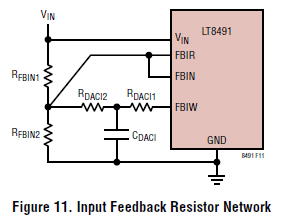 VIN
LT8491
VIN
FBIR
RFBIN1
FBIN
RDACI2
RDACI1
FBIW
RFBIN2
CDACI
GND
8491 F11
Figure 11. Input Feedback Resistor Network